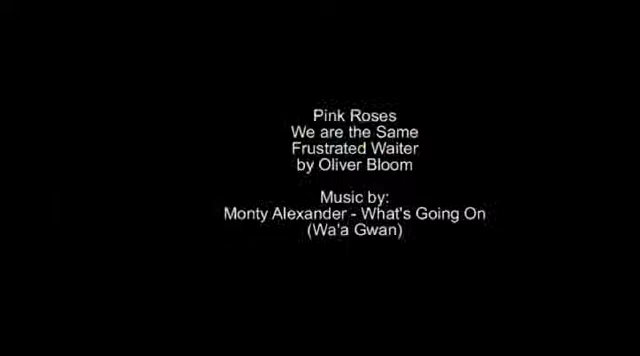 Pink Roses
We are the Same
Frustrated Waiter
by Oliver Bloom
Music by:
Monty Alexander - What's Going On
(Wa'a Gwan)